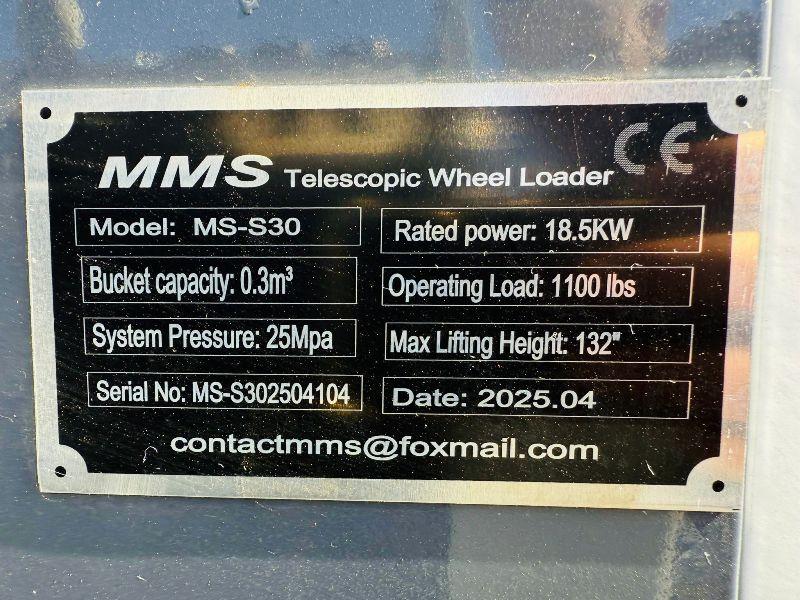 MMS Telescopic Wheel Loader CE
Model: MS-S30
Rated power: 18.5KW
Bucket capacity: 0.3m³
Operating Load: 1100 lbs
System Pressure: 25Mpa
Max Lifting Height: 132"
Serial No: MS-S302504104
Date: 2025.04
contactmms@foxmail.com